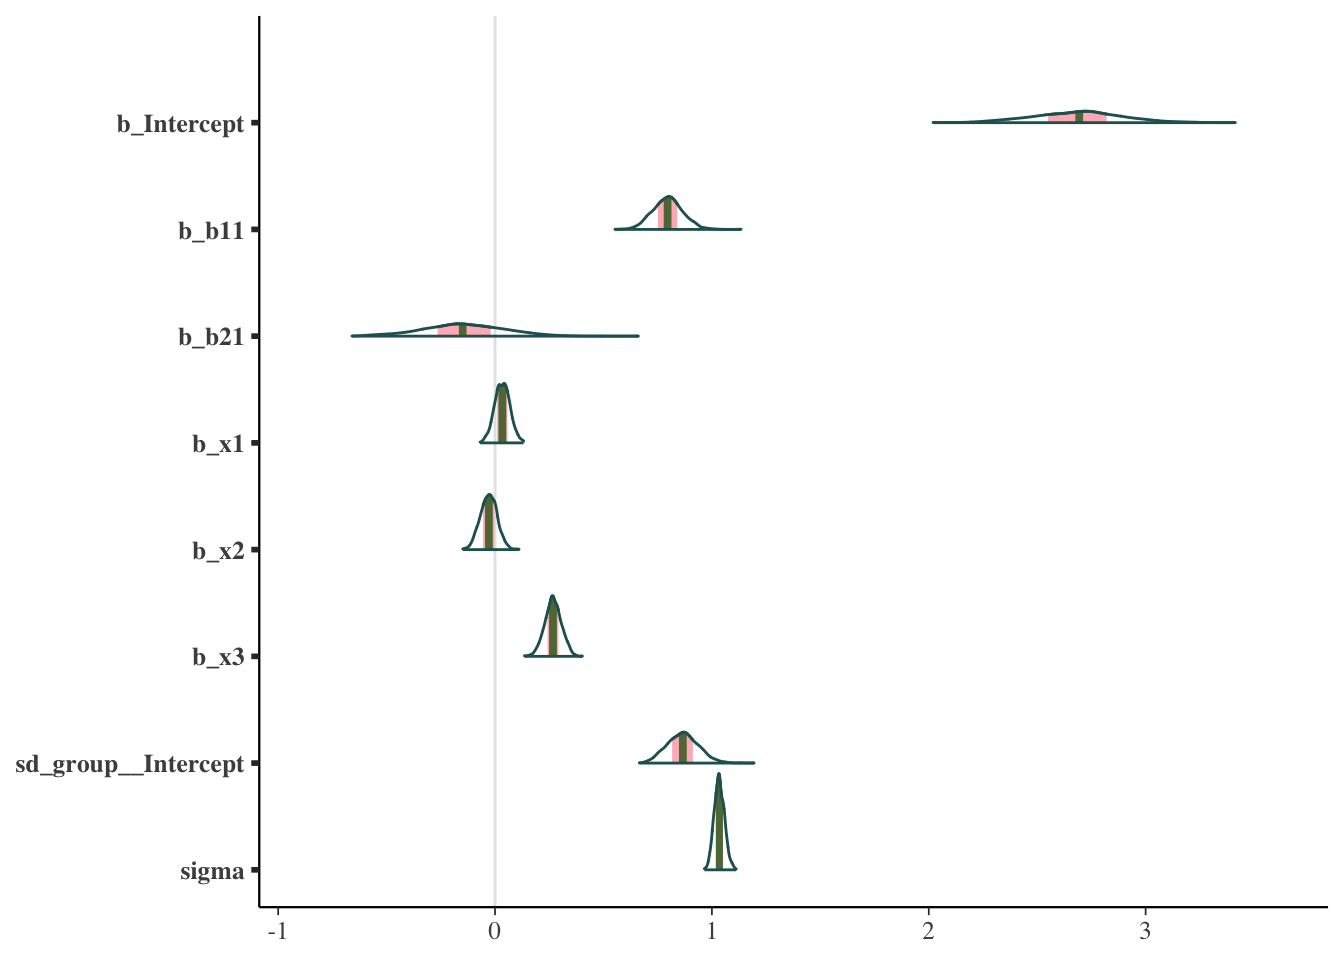 b_Intercept
b_b11
b_b21
b_x1
b_x2
b_x3
sd_group__Intercept
sigma
-1 0 1 2 3